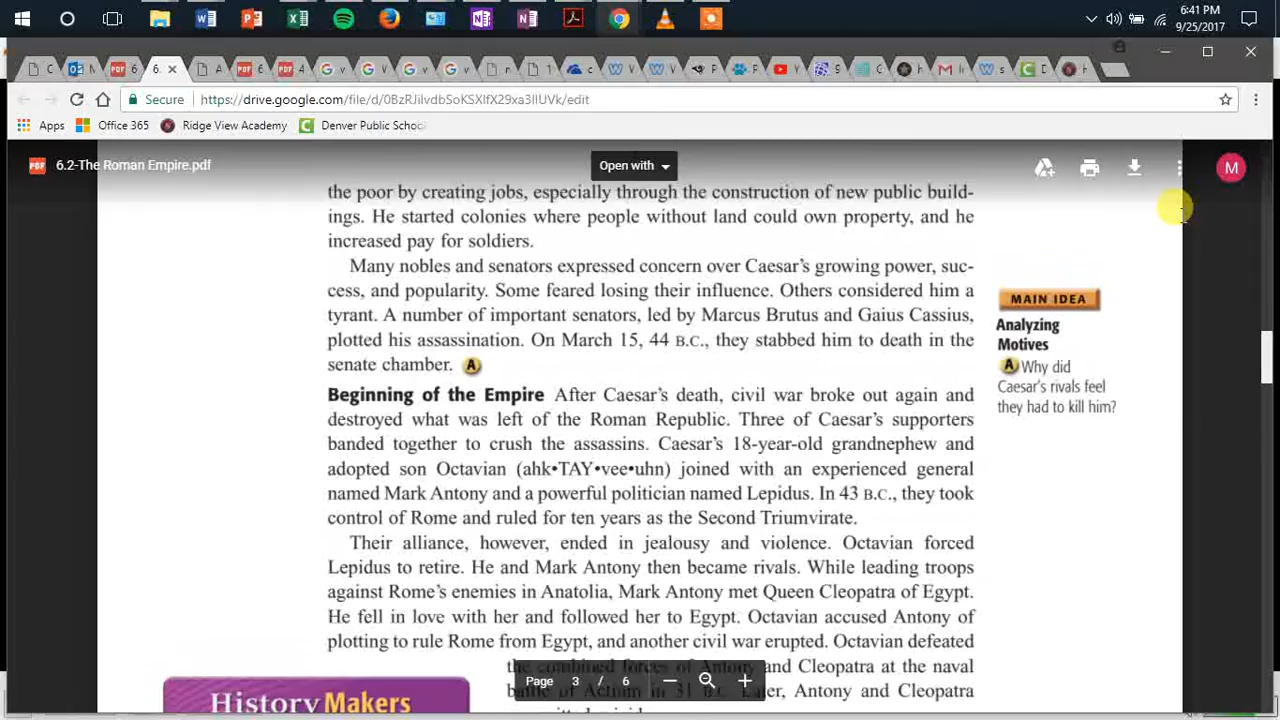 6:41 PM
9/25/2017
Secure
https://drive.google.com/file/d/0BzRJilvdbSoKSXlfX29xa3llUVk/edit
Apps
Office 365
Ridge View Academy
Denver Public Schoo
6.2-The Roman Empire.pdf
Open with
M
the poor by creating jobs, especially through the construction of new public build-
ings. He started colonies where people without land could own property, and he
increased pay for soldiers.
Many nobles and senators expressed concern over Caesar's growing power, suc-
cess, and popularity. Some feared losing their influence. Others considered him a
tyrant. A number of important senators, led by Marcus Brutus and Gaius Cassius,
plotted his assassination. On March 15, 44 B.C., they stabbed him to death in the
senate chamber. A
MAIN IDEA
Analyzing
Motives
A Why did
Caesar's rivals feel
they had to kill him?
Beginning of the Empire After Caesar's death, civil war broke out again and
destroyed what was left of the Roman Republic. Three of Caesar's supporters
banded together to crush the assassins. Caesar's 18-year-old grandnephew and
adopted son Octavian (ahk•TAY•vee•uhn) joined with an experienced general
named Mark Antony and a powerful politician named Lepidus. In 43 B.C., they took
control of Rome and ruled for ten years as the Second Triumvirate.
Their alliance, however, ended in jealousy and violence. Octavian forced
Lepidus to retire. He and Mark Antony then became rivals. While leading troops
against Rome's enemies in Anatolia, Mark Antony met Queen Cleopatra of Egypt.
He fell in love with her and followed her to Egypt. Octavian accused Antony of
plotting to rule Rome from Egypt, and another civil war erupted. Octavian defeated
the combined forces of Antony and Cleopatra at the naval
battle of Actium in 31 B.C. Later, Antony and Cleopatra
Page 3 / 6
History Makers